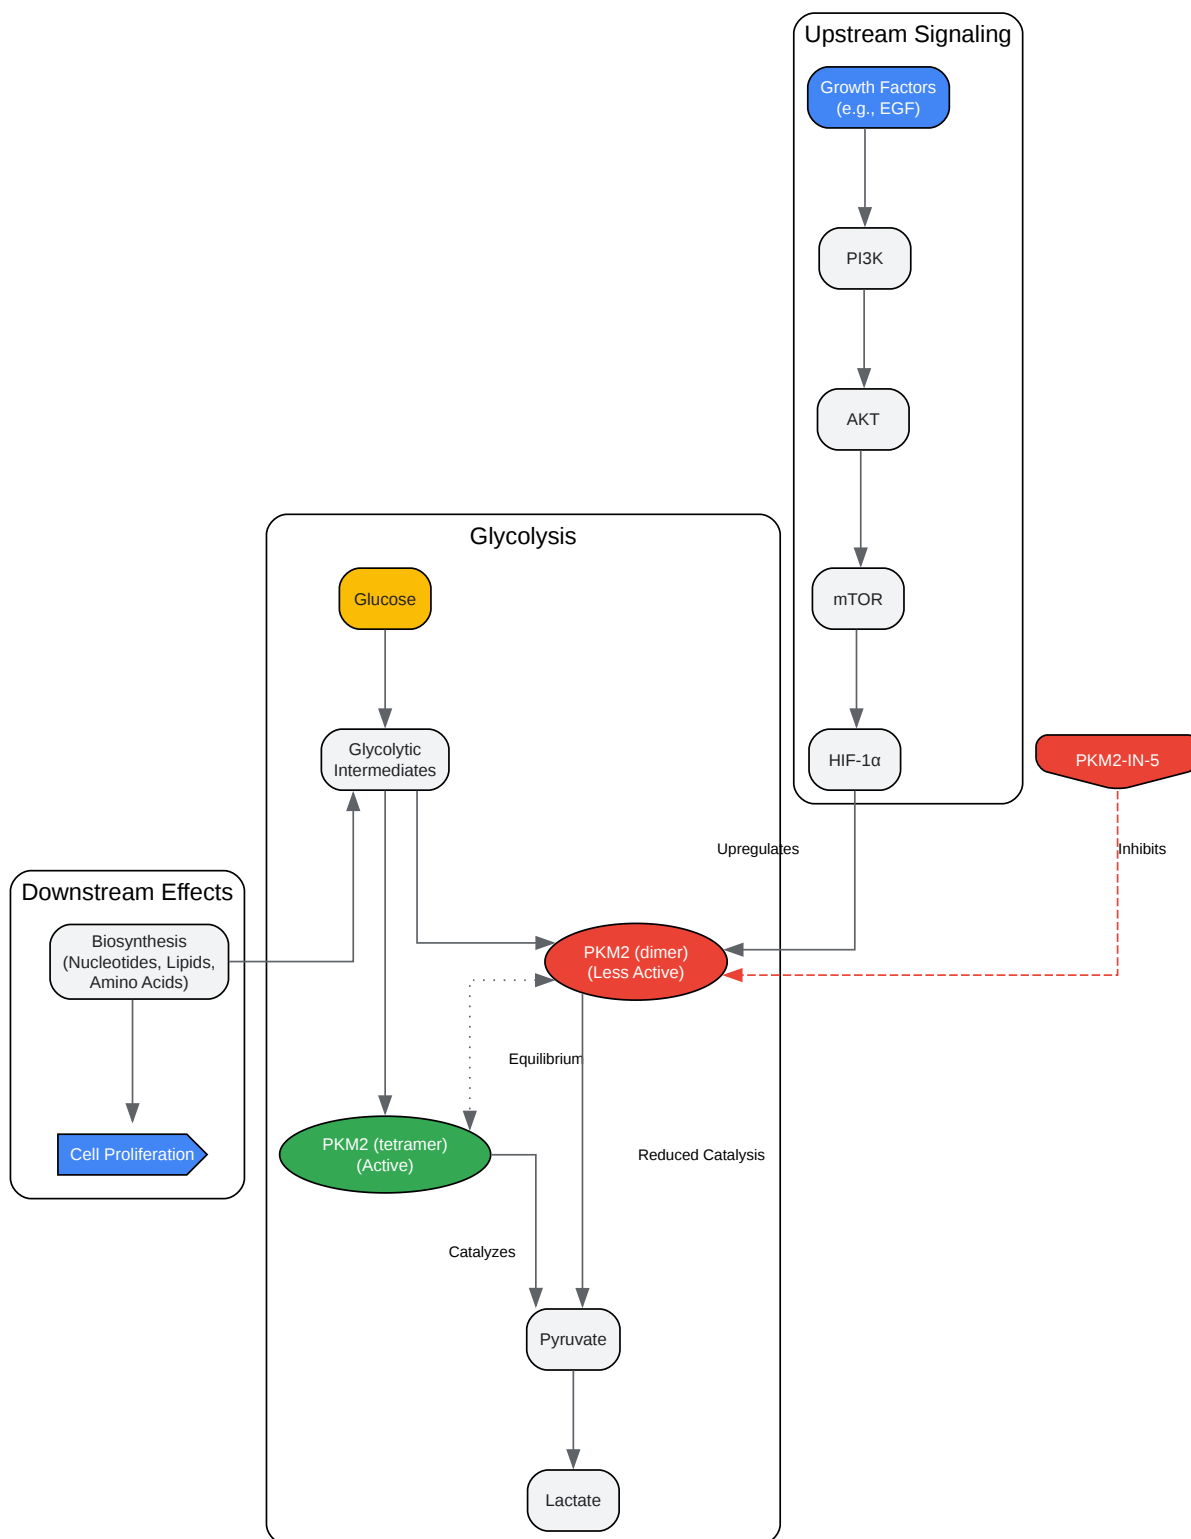 Upstream Signaling
Growth Factors
(e.g., EGF)
PI3K
AKT
mTOR
HIF-1α
PKM2-IN-5
Upregulates
Inhibits
Glycolysis
Glucose
Glycolytic
Intermediates
PKM2 (dimer)
(Less Active)
Equilibrium
PKM2 (tetramer)
(Active)
Reduced Catalysis
Catalyzes
Pyruvate
Lactate
Downstream Effects
Biosynthesis
(Nucleotides, Lipids,
Amino Acids)
Cell Proliferation